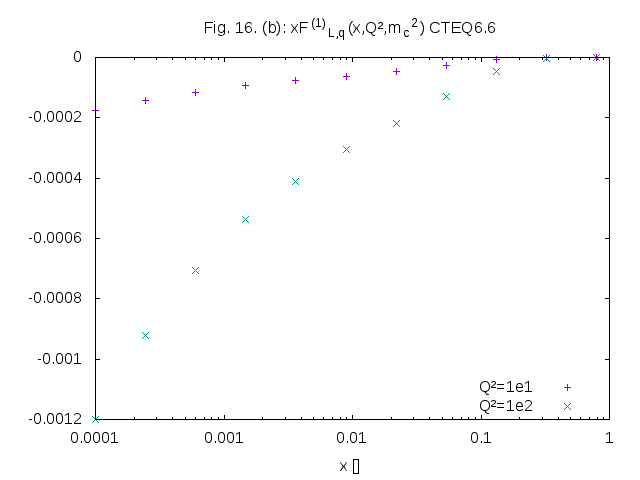 Fig. 16. (b): xF⁽¹⁾L,q(x,Q²,mc²) CTEQ6.6
0
-0.0002
-0.0004
-0.0006
-0.0008
-0.001
-0.0012
Q²=1e1
Q²=1e2
0.0001 0.001 0.01 0.1 1
x []